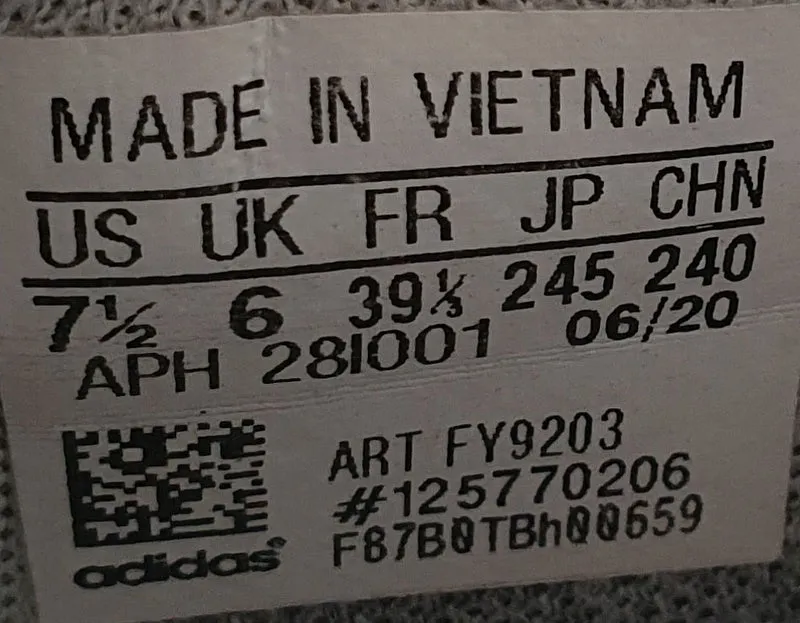 MADE IN VIETNAM
US UK FR JP CHN
7½ 6 39⅓ 245 240
APH 28I001 06/20
ART FY9203
#125770206
F87B0TBh00659
adidas®